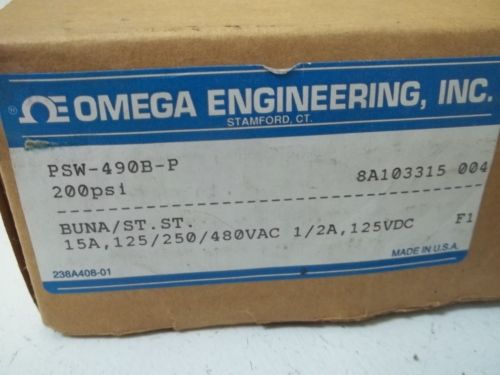 ® OMEGA ENGINEERING, INC.
STAMFORD, CT.
PSW-490B-P
200psi 8A103315 004
BUNA/ST.ST.
15A,125/250/480VAC 1/2A,125VDC F1
MADE IN U.S.A.
238A408-01